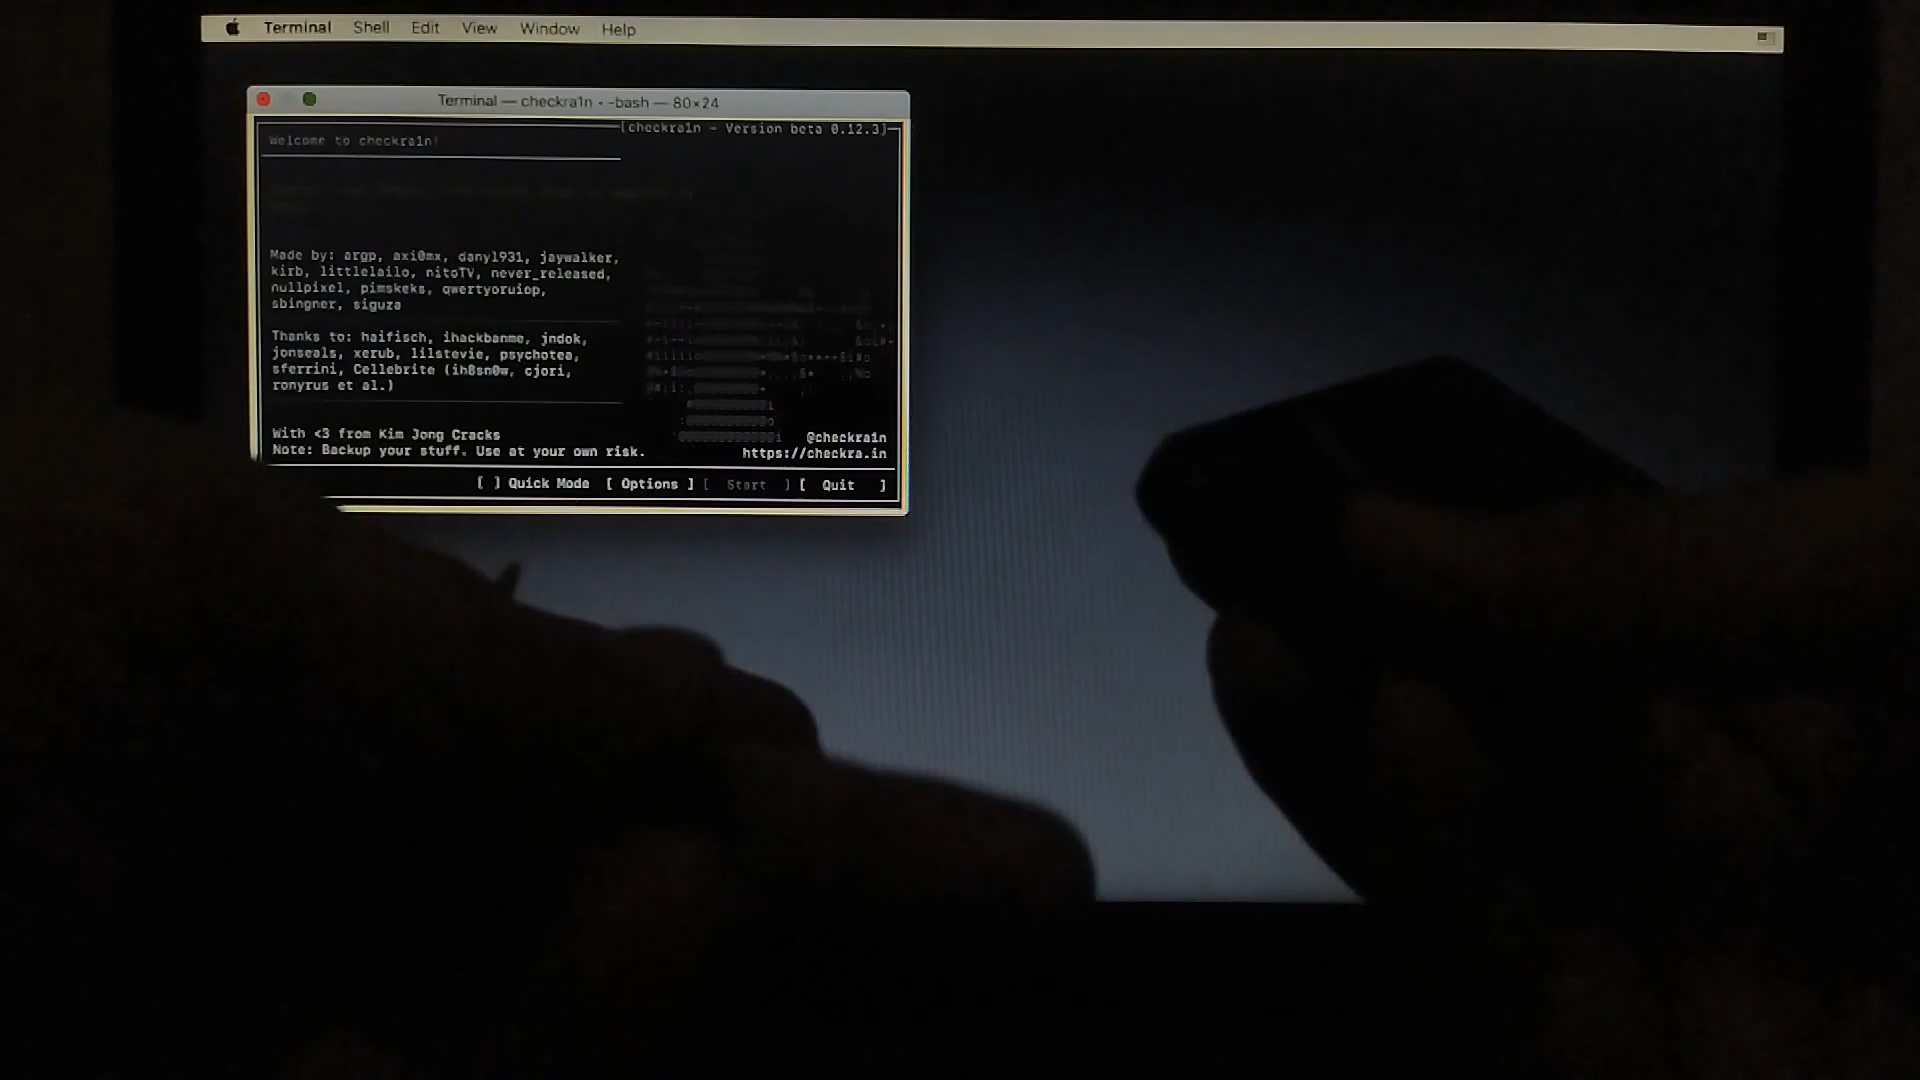 Terminal Shell Edit View Window Help
Terminal — checkra1n • -bash — 80×24
[checkra1n - Version beta 0.12.3]
Welcome to checkra1n!
Made by: argp, axi0mx, danyl931, jaywalker,
kirb, littlelailo, nitoTV, never_released,
nullpixel, pimskeks, qwertyoruiop,
sbingner, siguza
Thanks to: haifisch, ihackbanme, jndok,
jonseals, xerub, lilstevie, psychotea,
sferrini, Cellebrite (ih8sn0w, cjori,
ronyrus et al.)
With <3 from Kim Jong Cracks
@checkra1n
Note: Backup your stuff. Use at your own risk.
https://checkra.in
[ ] Quick Mode [ Options ] [ Start ] [ Quit ]